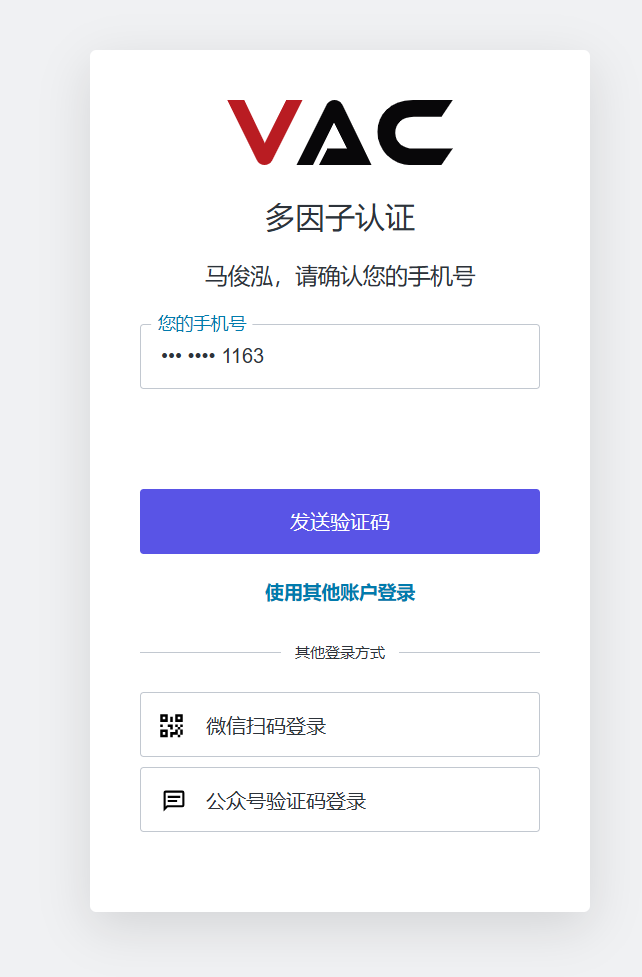 VAC
多因子认证
马俊泓，请确认您的手机号
您的手机号
••• •••• 1163
发送验证码
使用其他账户登录
其他登录方式
微信扫码登录
公众号验证码登录